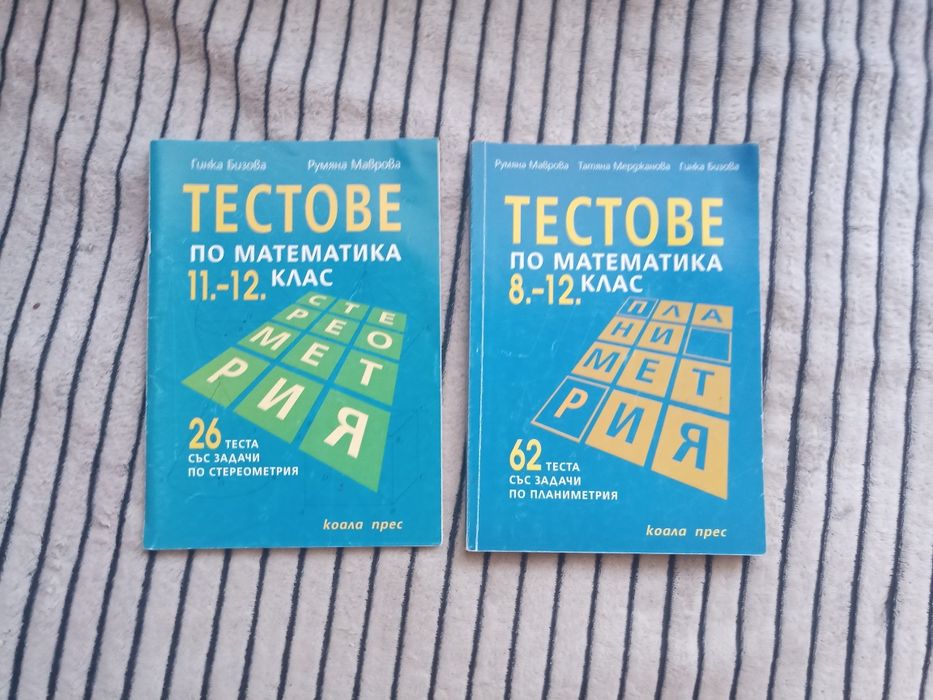 Гинка Бизова Румяна Маврова
ТЕСТОВЕ
ПО МАТЕМАТИКА
11.-12. КЛАС
СТЕ
РЕО
МЕТ
РИЯ
26 ТЕСТА
СЪС ЗАДАЧИ
ПО СТЕРЕОМЕТРИЯ
коала прес
Румяна Маврова Татяна Мерджанова Гинка Бизова
ТЕСТОВЕ
ПО МАТЕМАТИКА
8.-12. КЛАС
ПЛА
НИ
МЕТ
РИЯ
62 ТЕСТА
СЪС ЗАДАЧИ
ПО ПЛАНИМЕТРИЯ
коала прес